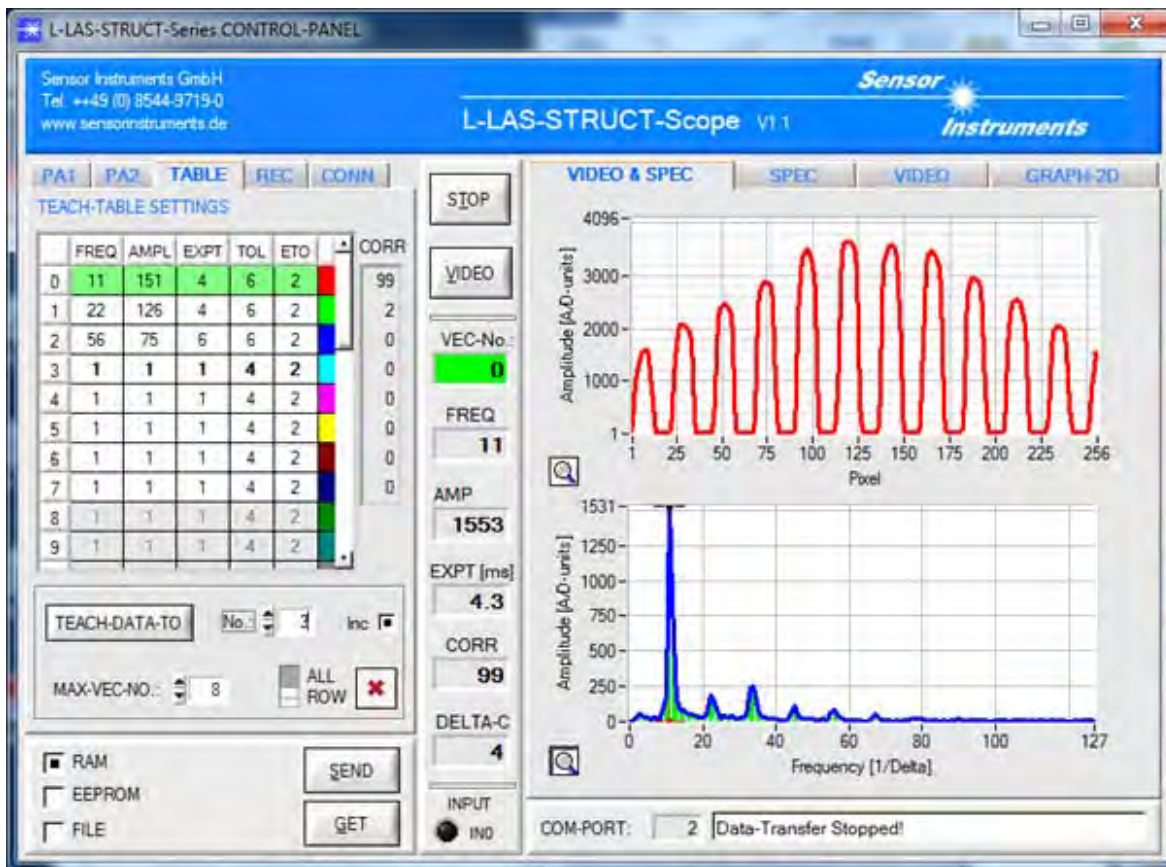 L-LAS-STRUCT-Series CONTROL-PANEL
Sensor Instruments GmbH
Tel. ++49 (0) 8544-9719-0
www.sensorinstruments.de
L-LAS-STRUCT-Scope V1.1
Sensor
Instruments
PA1 PA2 TABLE REC CONN
TEACH-TABLE SETTINGS
FREQ AMPL EXPT TOL ETO CORR
0 11 151 4 6 2 99
1 22 126 4 6 2 2
2 56 75 6 6 2 0
3 1 1 1 4 2 0
4 1 1 1 4 2 0
5 1 1 1 4 2 0
6 1 1 1 4 2 0
7 1 1 1 4 2 0
8 1 1 1 4 2
9 1 1 1 4 2
TEACH-DATA-TO No.: 3 Inc
MAX-VEC-NO.: 8 ALL
ROW
RAM
EEPROM
FILE
SEND
GET
STOP
VIDEO
VEC-No.:
0
FREQ
11
AMP
1553
EXPT [ms]
4.3
CORR
99
DELTA-C
4
INPUT
IN0
VIDEO & SPEC SPEC VIDEO GRAPH-2D
Amplitude [A/D-units]
4096
3000
2000
1000
1
1 25 50 75 100 125 150 175 200 225 256
Pixel
Amplitude [A/D-units]
1531
1250
1000
750
500
250
0
0 20 40 60 80 100 127
Frequency [1/Delta]
COM-PORT: 2 Data-Transfer Stopped!